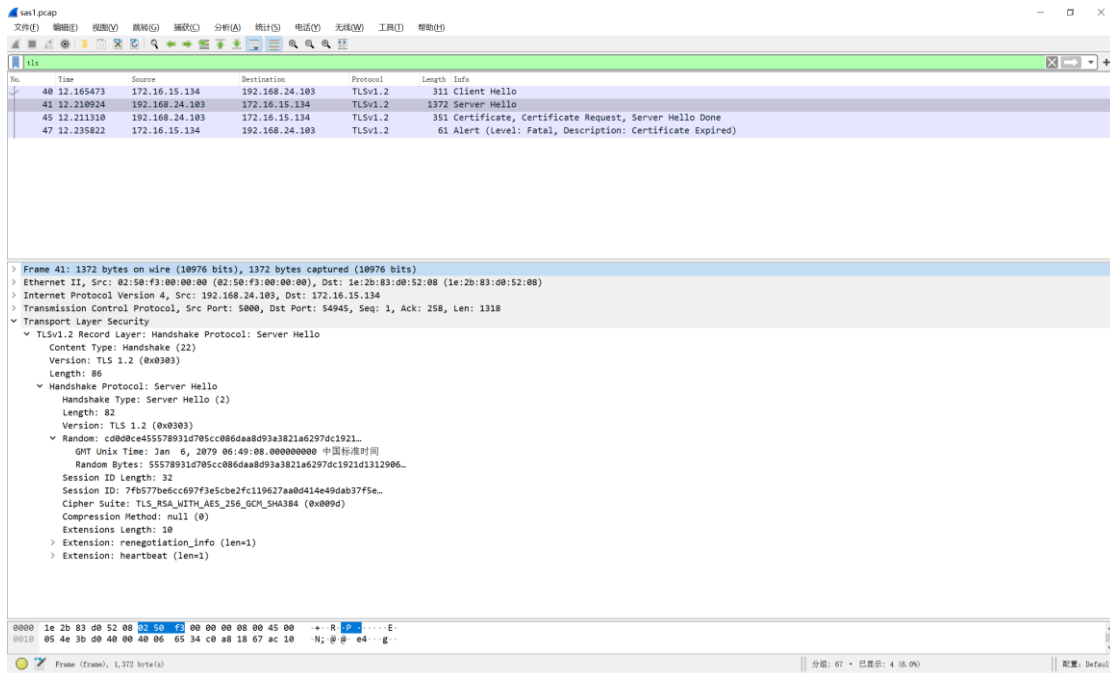 sas1.pcap
文件(F) 编辑(E) 视图(V) 跳转(G) 捕获(C) 分析(A) 统计(S) 电话(Y) 无线(W) 工具(T) 帮助(H)
tls
No. Time Source Destination Protocol Length Info
40 12.165473 172.16.15.134 192.168.24.103 TLSv1.2 311 Client Hello
41 12.210924 192.168.24.103 172.16.15.134 TLSv1.2 1372 Server Hello
45 12.211310 192.168.24.103 172.16.15.134 TLSv1.2 351 Certificate, Certificate Request, Server Hello Done
47 12.235822 172.16.15.134 192.168.24.103 TLSv1.2 61 Alert (Level: Fatal, Description: Certificate Expired)
Frame 41: 1372 bytes on wire (10976 bits), 1372 bytes captured (10976 bits)
Ethernet II, Src: 02:50:f3:00:00:00 (02:50:f3:00:00:00), Dst: 1e:2b:83:d0:52:08 (1e:2b:83:d0:52:08)
Internet Protocol Version 4, Src: 192.168.24.103, Dst: 172.16.15.134
Transmission Control Protocol, Src Port: 5000, Dst Port: 54945, Seq: 1, Ack: 258, Len: 1318
Transport Layer Security
TLSv1.2 Record Layer: Handshake Protocol: Server Hello
Content Type: Handshake (22)
Version: TLS 1.2 (0x0303)
Length: 86
Handshake Protocol: Server Hello
Handshake Type: Server Hello (2)
Length: 82
Version: TLS 1.2 (0x0303)
Random: cd0d0ce455578931d705cc086daa8d93a3821a6297dc1921…
GMT Unix Time: Jan 6, 2079 06:49:08.000000000 中国标准时间
Random Bytes: 55578931d705cc086daa8d93a3821a6297dc1921d1312906…
Session ID Length: 32
Session ID: 7fb577be6cc697f3e5cbe2fc119627aa0d414e49dab37f5e…
Cipher Suite: TLS_RSA_WITH_AES_256_GCM_SHA384 (0x009d)
Compression Method: null (0)
Extensions Length: 10
Extension: renegotiation_info (len=1)
Extension: heartbeat (len=1)
0000 1e 2b 83 d0 52 08 02 50 f3 00 00 00 08 00 45 00 ·+··R··P ······E·
0010 05 4e 3b d0 40 00 40 06 65 34 c0 a8 18 67 ac 10 ·N;·@·@· e4···g··
Frame (frame), 1,372 byte(s) 分组: 67 · 已显示: 4 (6.0%) 配置: Defaul